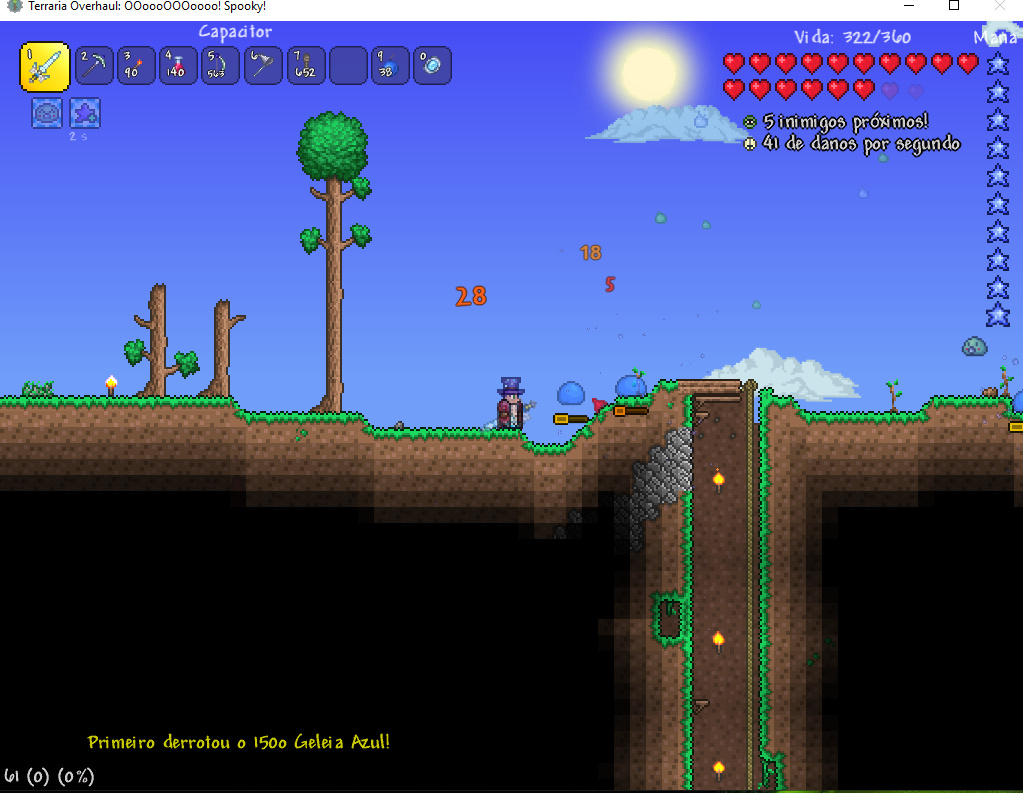 Terraria Overhaul: OOoooOOOoooo! Spooky!
Capacitor
Vida: 322/360
Mana
1 2 3 4 5 6 7 9 0
90 140 563 652 38
2 s
5 inimigos próximos!
41 de danos por segundo
18
5
28
Primeiro derrotou o 150o Geleia Azul!
61 (0) (0%)